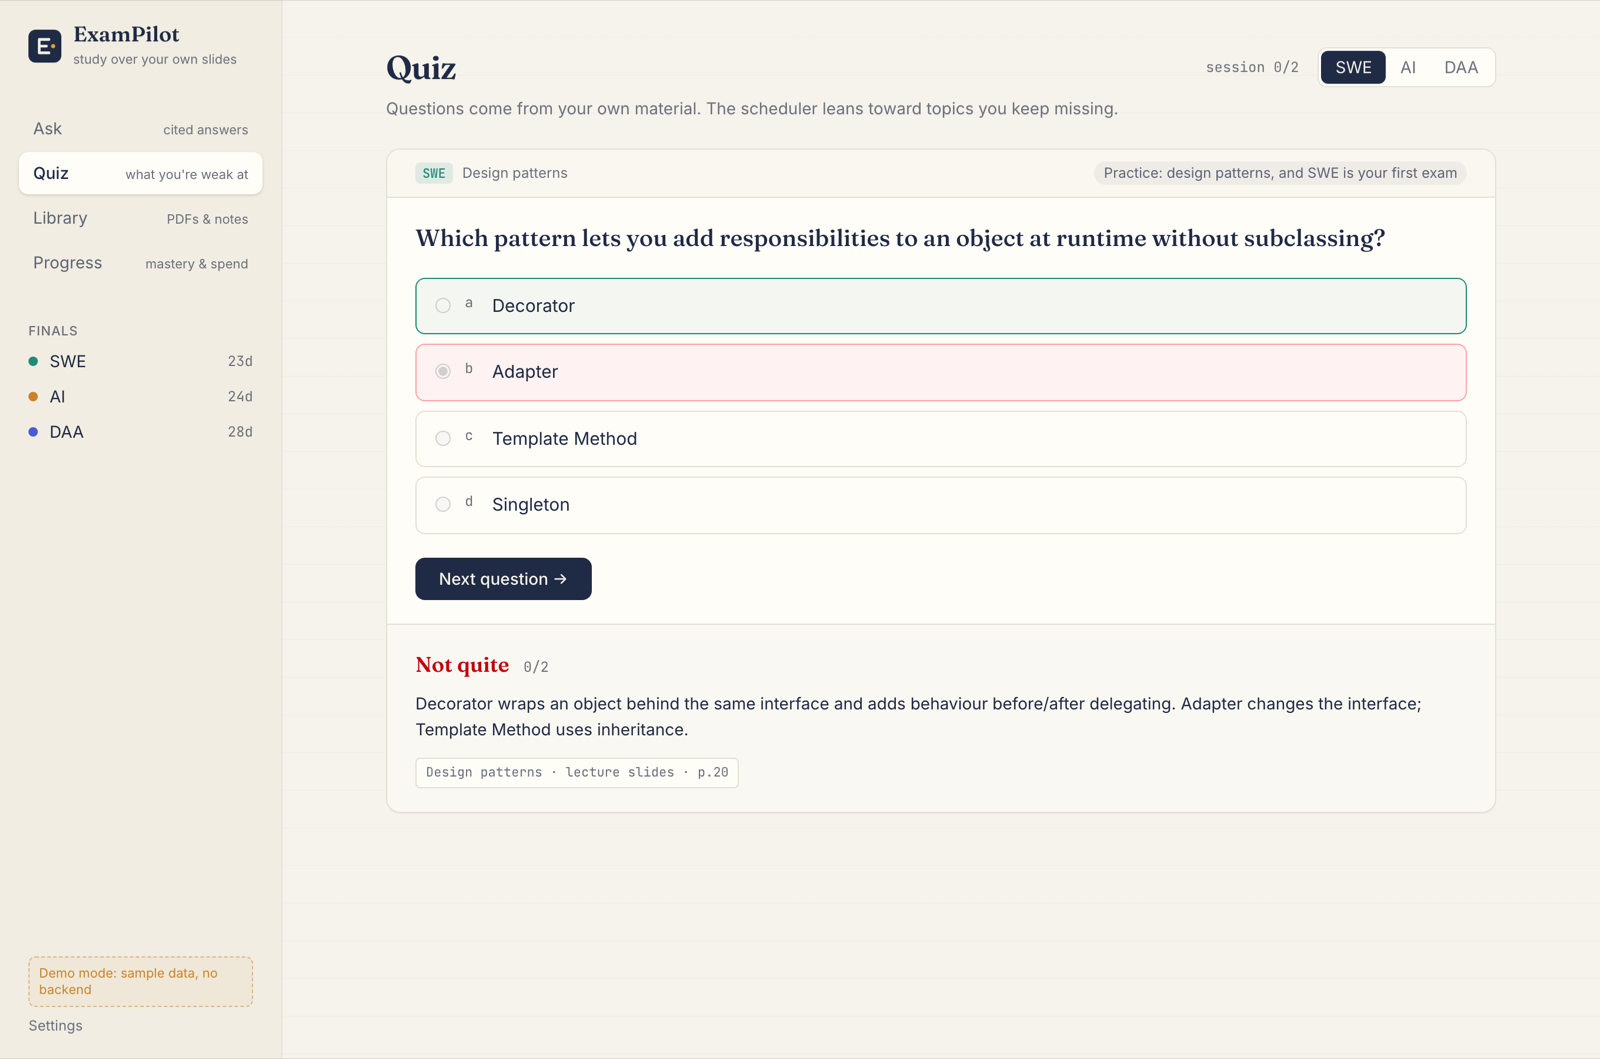 E
ExamPilot
study over your own slides
Ask cited answers
Quiz what you're weak at
Library PDFs & notes
Progress mastery & spend
FINALS
SWE 23d
AI 24d
DAA 28d
Demo mode: sample data, no
backend
Settings
Quiz
session 0/2 SWE AI DAA
Questions come from your own material. The scheduler leans toward topics you keep missing.
SWE Design patterns Practice: design patterns, and SWE is your first exam
Which pattern lets you add responsibilities to an object at runtime without subclassing?
a Decorator
b Adapter
c Template Method
d Singleton
Next question →
Not quite 0/2
Decorator wraps an object behind the same interface and adds behaviour before/after delegating. Adapter changes the interface;
Template Method uses inheritance.
Design patterns · lecture slides · p.20